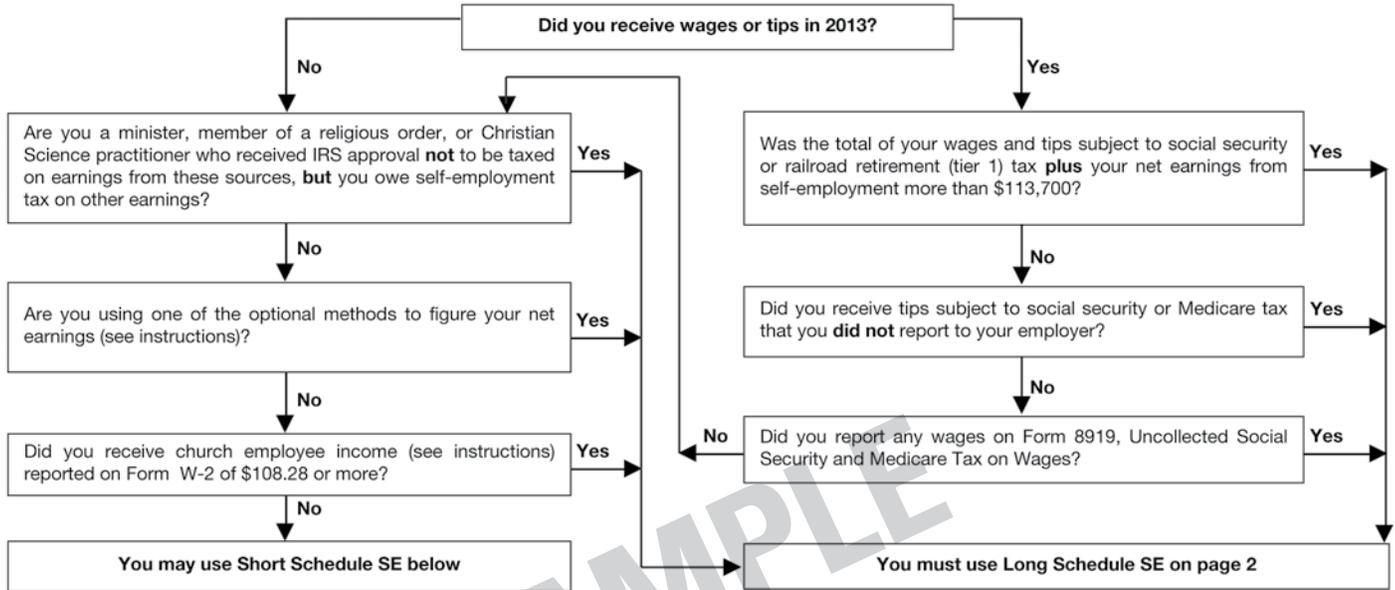 Did you receive wages or tips in 2013?
No
Yes
Are you a minister, member of a religious order, or Christian
Science practitioner who received IRS approval not to be taxed
on earnings from these sources, but you owe self-employment
tax on other earnings?
Yes
Was the total of your wages and tips subject to social security
or railroad retirement (tier 1) tax plus your net earnings from
self-employment more than $113,700?
Yes
No
No
Are you using one of the optional methods to figure your net
earnings (see instructions)?
Yes
Did you receive tips subject to social security or Medicare tax
that you did not report to your employer?
Yes
No
No
Did you receive church employee income (see instructions)
reported on Form W-2 of $108.28 or more?
Yes
No
Did you report any wages on Form 8919, Uncollected Social
Security and Medicare Tax on Wages?
Yes
No
You may use Short Schedule SE below
You must use Long Schedule SE on page 2
MPLE